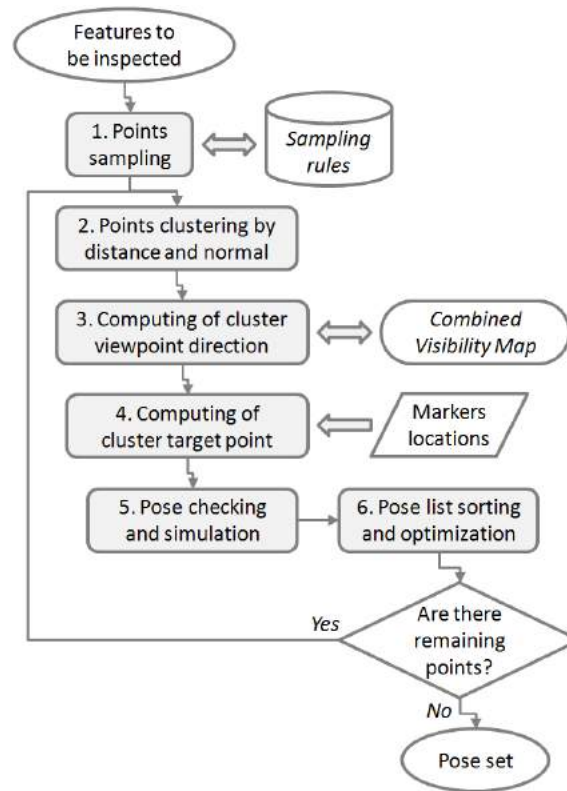 Features to
be inspected
1. Points
sampling
Sampling
rules
2. Points clustering by
distance and normal
3. Computing of cluster
viewpoint direction
Combined
Visibility Map
4. Computing of
cluster target point
Markers
locations
5. Pose checking
and simulation
6. Pose list sorting
and optimization
Yes
Are there
remaining
points?
No
Pose set